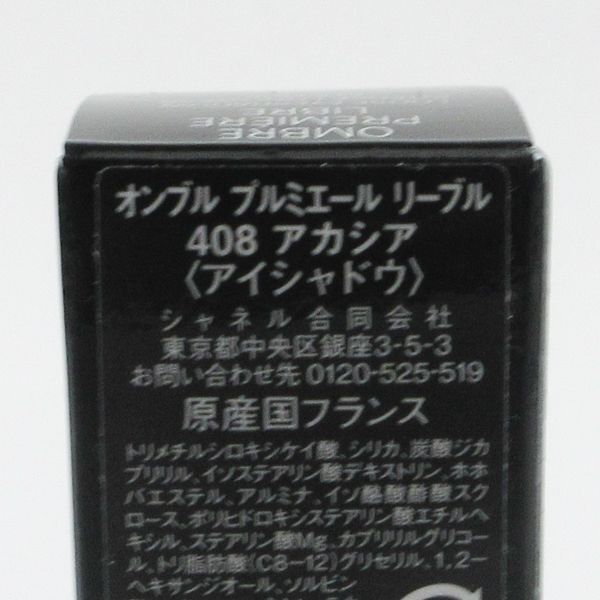 OMBRE
PREMIÈRE
LIBRE
オンブル プルミエール リーブル
408 アカシア
〈アイシャドウ〉
シャネル合同会社
東京都中央区銀座3-5-3
お問い合わせ先 0120-525-519
原産国フランス
トリメチルシロキシケイ酸、シリカ、炭酸ジカ
プリリル、イソステアリン酸デキストリン、ホホ
バエステル、アルミナ、イソ酪酸酢酸スク
ロース、ポリヒドロキシステアリン酸エチルヘ
キシル、ステアリン酸Mg、カプリリルグリコー
ル、トリ脂肪酸(C8-12)グリセリル、1,2-
ヘキサンジオール、ソルビン